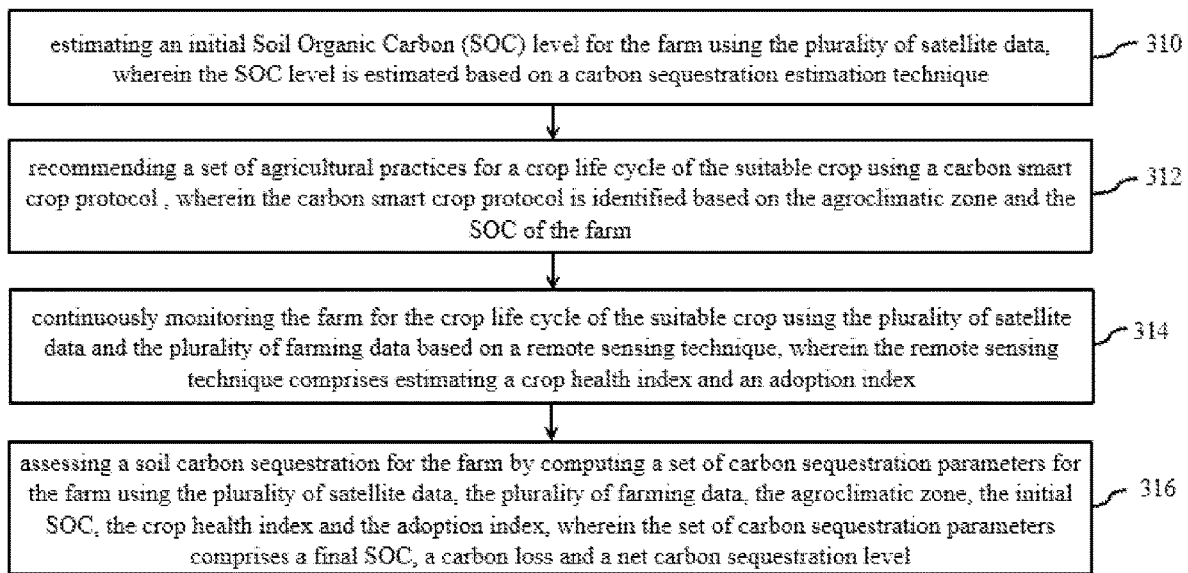 estimating an initial Soil Organic Carbon (SOC) level for the farm using the plurality of satellite data,
wherein the SOC level is estimated based on a carbon sequestration estimation technique
310
recommending a set of agricultural practices for a crop life cycle of the suitable crop using a carbon smart
crop protocol , wherein the carbon smart crop protocol is identified based on the agroclimatic zone and the
SOC of the farm
312
continuously monitoring the farm for the crop life cycle of the suitable crop using the plurality of satellite
data and the plurality of farming data based on a remote sensing technique, wherein the remote sensing
technique comprises estimating a crop health index and an adoption index
314
assessing a soil carbon sequestration for the farm by computing a set of carbon sequestration parameters for
the farm using the plurality of satellite data, the plurality of farming data, the agroclimatic zone, the initial
SOC, the crop health index and the adoption index, wherein the set of carbon sequestration parameters
comprises a final SOC, a carbon loss and a net carbon sequestration level
316